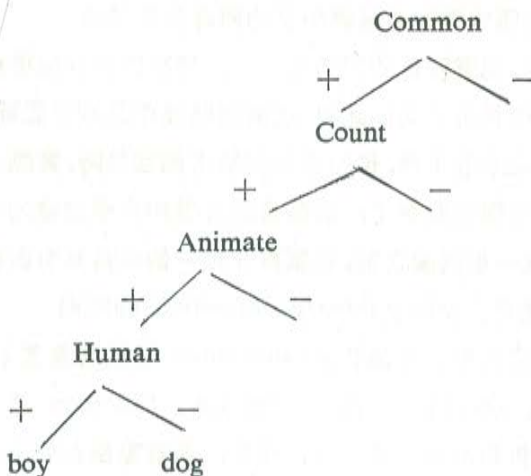 Common
+ −
Count
+ −
Animate
+ −
Human
+ −
boy dog